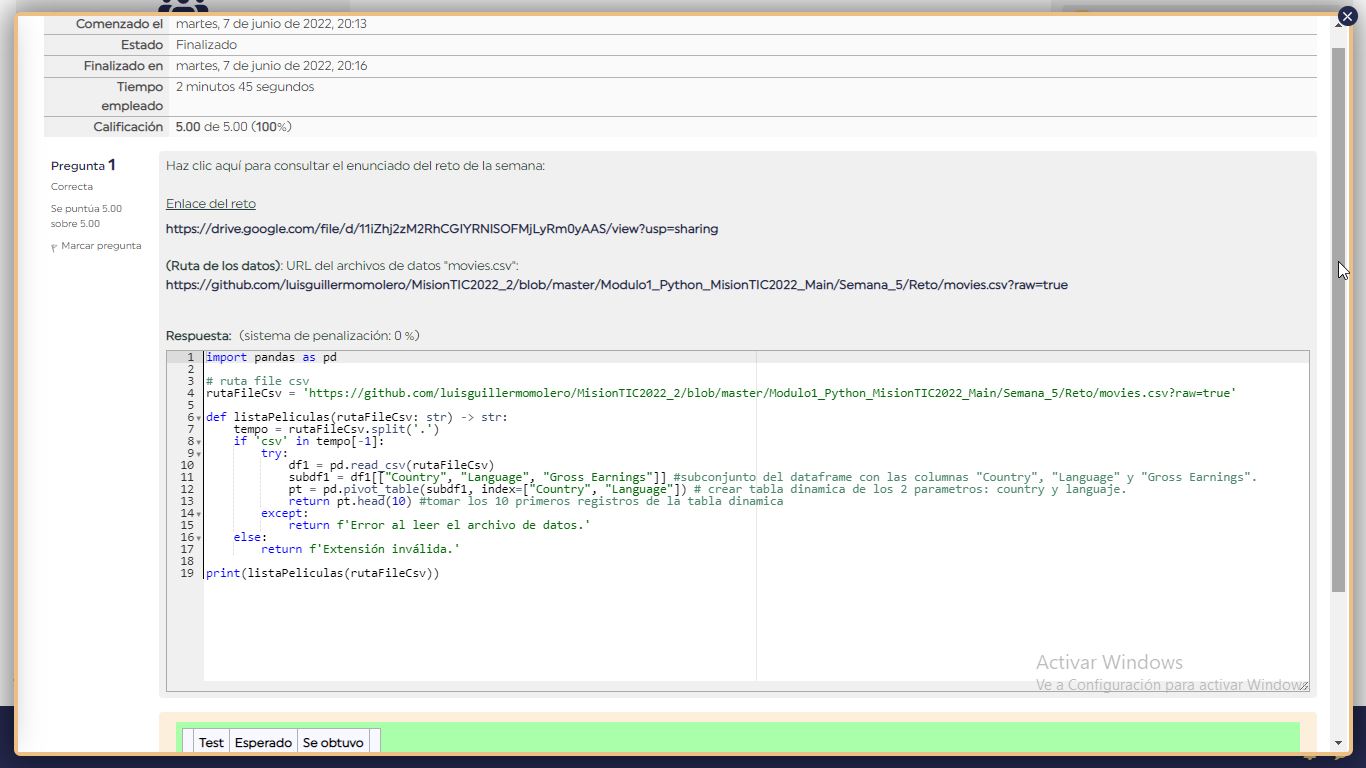 Comenzado el martes, 7 de junio de 2022, 20:13
Estado Finalizado
Finalizado en martes, 7 de junio de 2022, 20:16
Tiempo empleado 2 minutos 45 segundos
Calificación 5.00 de 5.00 (100%)
Pregunta 1
Correcta
Se puntúa 5.00
sobre 5.00
Marcar pregunta
Haz clic aquí para consultar el enunciado del reto de la semana:
Enlace del reto
https://drive.google.com/file/d/11iZhj2zM2RhCGIYRNISOFMjLyRm0yAAS/view?usp=sharing
(Ruta de los datos): URL del archivos de datos "movies.csv":
https://github.com/luisguillermomolero/MisionTIC2022_2/blob/master/Modulo1_Python_MisionTIC2022_Main/Semana_5/Reto/movies.csv?raw=true
Respuesta: (sistema de penalización: 0 %)
1 import pandas as pd
2
3 # ruta file csv
4 rutaFileCsv = 'https://github.com/luisguillermomolero/MisionTIC2022_2/blob/master/Modulo1_Python_MisionTIC2022_Main/Semana_5/Reto/movies.csv?raw=true'
5
6 def listaPeliculas(rutaFileCsv: str) -> str:
7 tempo = rutaFileCsv.split('.')
8 if 'csv' in tempo[-1]:
9 try:
10 df1 = pd.read_csv(rutaFileCsv)
11 subdf1 = df1[["Country", "Language", "Gross Earnings"]] #subconjunto del dataframe con las columnas "Country", "Language" y "Gross Earnings".
12 pt = pd.pivot_table(subdf1, index=["Country", "Language"]) # crear tabla dinamica de los 2 parametros: country y languaje.
13 return pt.head(10) #tomar los 10 primeros registros de la tabla dinamica
14 except:
15 return f'Error al leer el archivo de datos.'
16 else:
17 return f'Extensión inválida.'
18
19 print(listaPeliculas(rutaFileCsv))
Activar Windows
Ve a Configuración para activar Windows
Test Esperado Se obtuvo